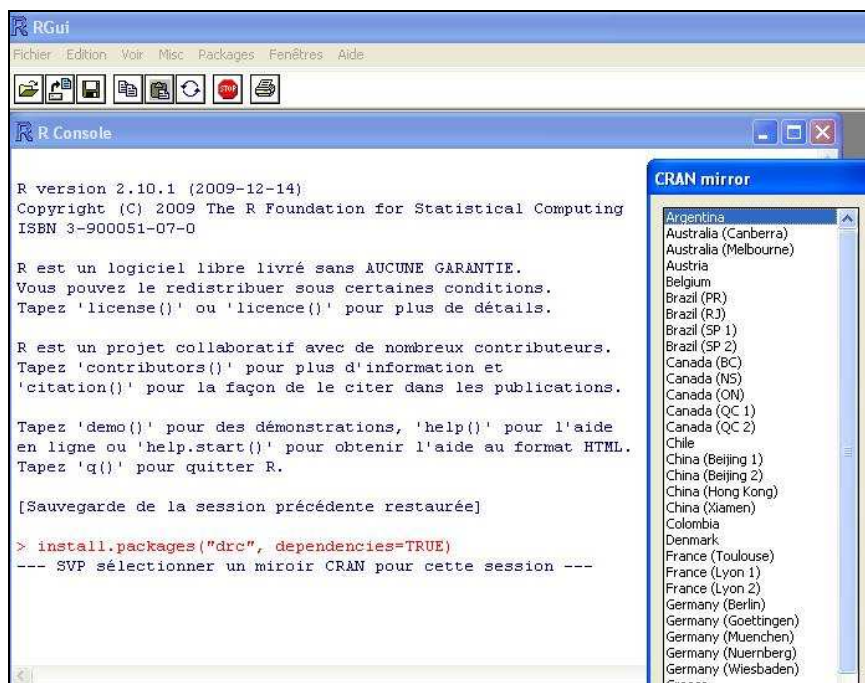 RGui
Fichier Edition Voir Misc Packages Fenêtres Aide
STOP
R Console
R version 2.10.1 (2009-12-14)
Copyright (C) 2009 The R Foundation for Statistical Computing
ISBN 3-900051-07-0
R est un logiciel libre livré sans AUCUNE GARANTIE.
Vous pouvez le redistribuer sous certaines conditions.
Tapez 'license()' ou 'licence()' pour plus de détails.
R est un projet collaboratif avec de nombreux contributeurs.
Tapez 'contributors()' pour plus d'information et
'citation()' pour la façon de le citer dans les publications.
Tapez 'demo()' pour des démonstrations, 'help()' pour l'aide
en ligne ou 'help.start()' pour obtenir l'aide au format HTML.
Tapez 'q()' pour quitter R.
[Sauvegarde de la session précédente restaurée]
> install.packages("drc", dependencies=TRUE)
--- SVP sélectionner un miroir CRAN pour cette session ---
CRAN mirror
Argentina
Australia (Canberra)
Australia (Melbourne)
Austria
Belgium
Brazil (PR)
Brazil (RJ)
Brazil (SP 1)
Brazil (SP 2)
Canada (BC)
Canada (NS)
Canada (ON)
Canada (QC 1)
Canada (QC 2)
Chile
China (Beijing 1)
China (Beijing 2)
China (Hong Kong)
China (Xiamen)
Colombia
Denmark
France (Toulouse)
France (Lyon 1)
France (Lyon 2)
Germany (Berlin)
Germany (Goettingen)
Germany (Muenchen)
Germany (Nuernberg)
Germany (Wiesbaden)